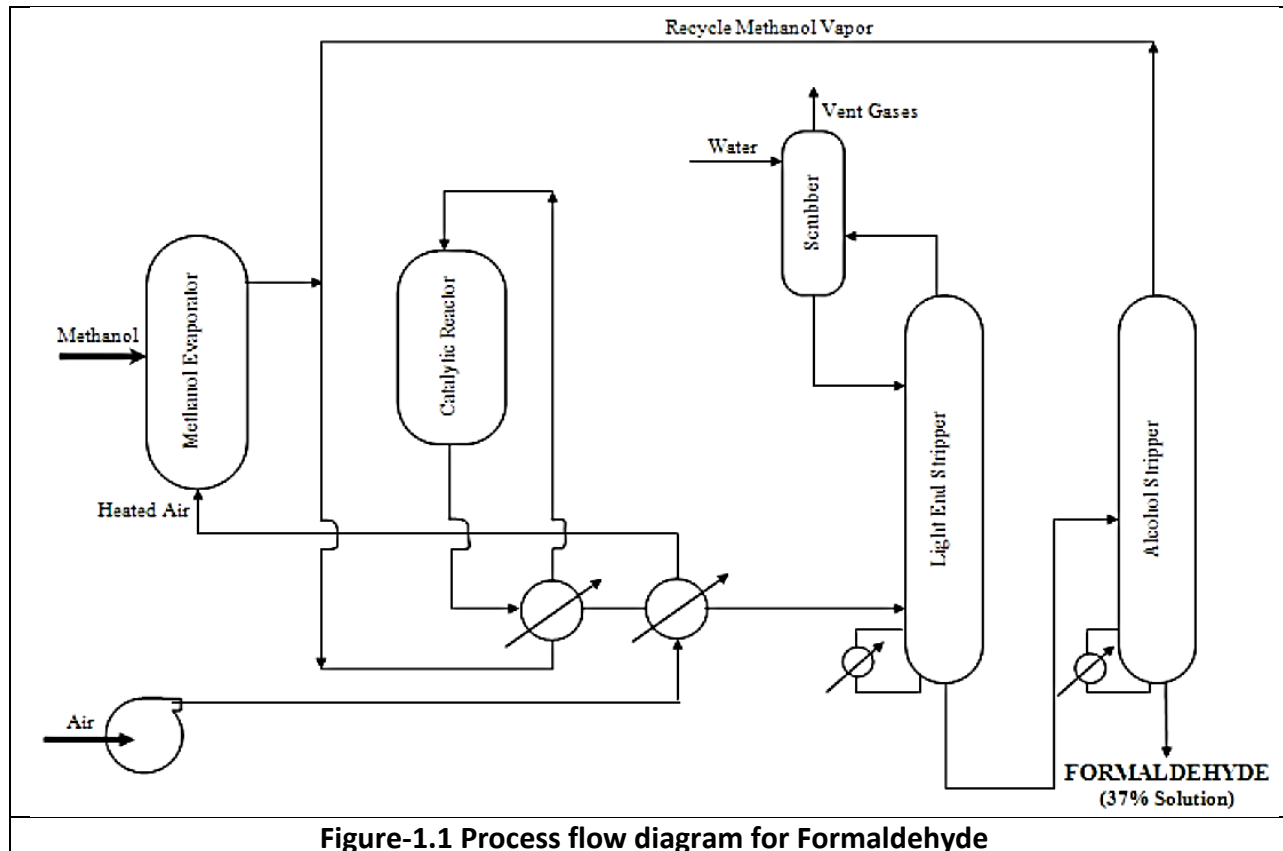 Recycle Methanol Vapor
Vent Gases
Water
Scrubber
Methanol
Methanol Evaporator
Catalytic Reactor
Heated Air
Light End Stripper
Alcohol Stripper
Air
FORMALDEHYDE
(37% Solution)
Figure-1.1 Process flow diagram for Formaldehyde